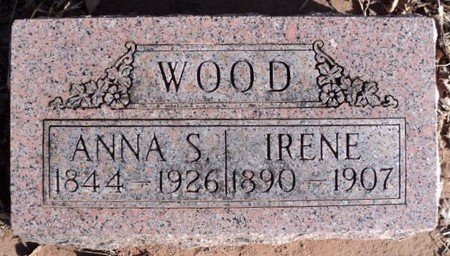 WOOD
ANNA S. IRENE
1844 - 1926 1890 - 1907